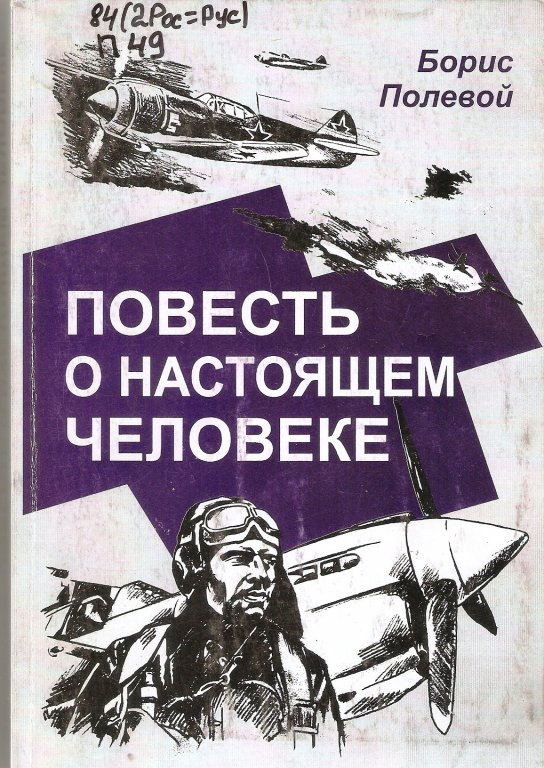 84(2Рос=Рус)
П 49
Борис
Полевой
ПОВЕСТЬ
О НАСТОЯЩЕМ
ЧЕЛОВЕКЕ